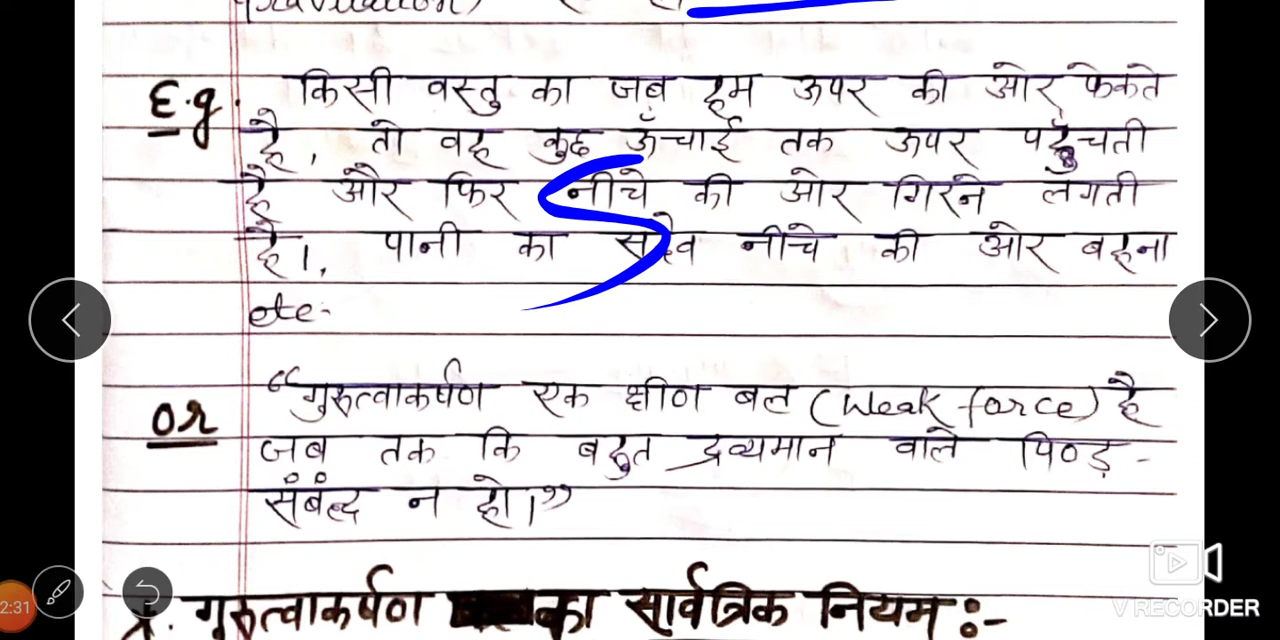 E.g. किसी वस्तु का जब हम ऊपर की ओर फेकते
है, तो वह कुछ ऊँचाई तक ऊपर पहुँचती
है और फिर नीचे की ओर गिरने लगती
है।, पानी का सदैव नीचे की ओर बहना
etc.
or “गुरुत्वाकर्षण एक क्षीण बल (Weak force) है
जब तक कि बहुत द्रव्यमान वाले पिण्ड़ -
न हो।”
गुरुत्वाकर्षण का सार्वत्रिक नियम:-
2:31
V RECORDER